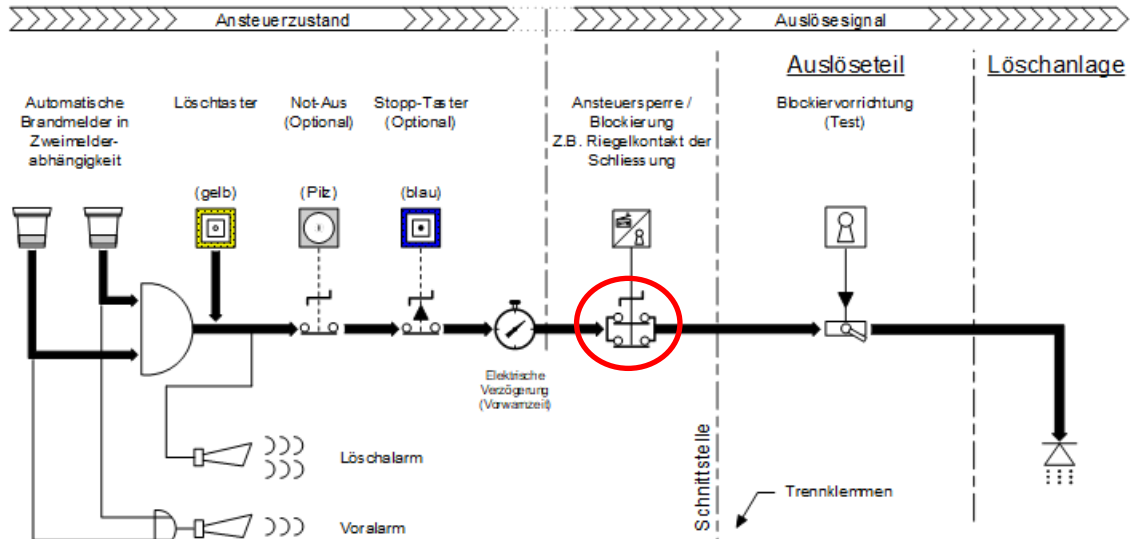 Ansteuerzustand
Auslösesignal
Auslöseteil
Löschanlage
Automatische
Brandmelder in
Zweimelder-
abhängigkeit
Löschtaster
Not-Aus
(Optional)
Stopp-Taster
(Optional)
Ansteuersperre /
Blockierung
Z.B. Riegelkontakt der
Schliessung
Blockiervorrichtung
(Test)
(gelb)
(Pilz)
(blau)
Elektrische
Verzögerung
(Vorwarnzeit)
Löschalarm
Voralarm
Schnittstelle
Trennklemmen